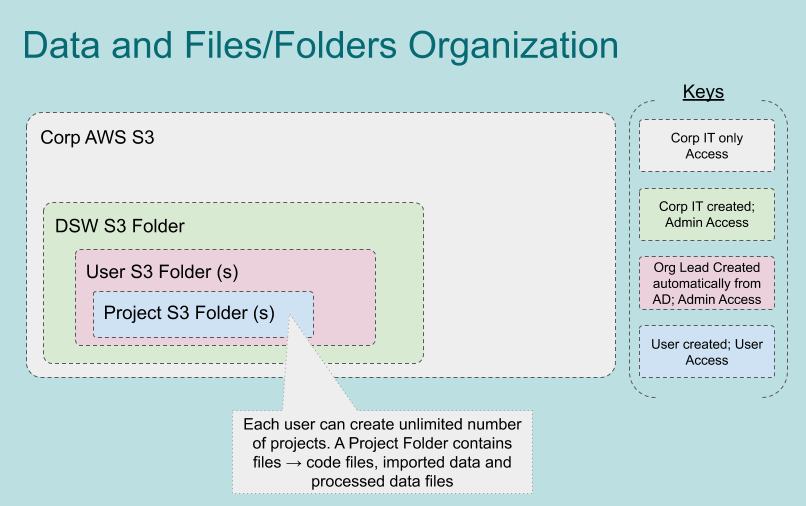 Data and Files/Folders Organization
Keys
Corp AWS S3
DSW S3 Folder
User S3 Folder (s)
Project S3 Folder (s)
Corp IT only
Access
Corp IT created;
Admin Access
Org Lead Created
automatically from
AD; Admin Access
User created; User
Access
Each user can create unlimited number
of projects. A Project Folder contains
files → code files, imported data and
processed data files